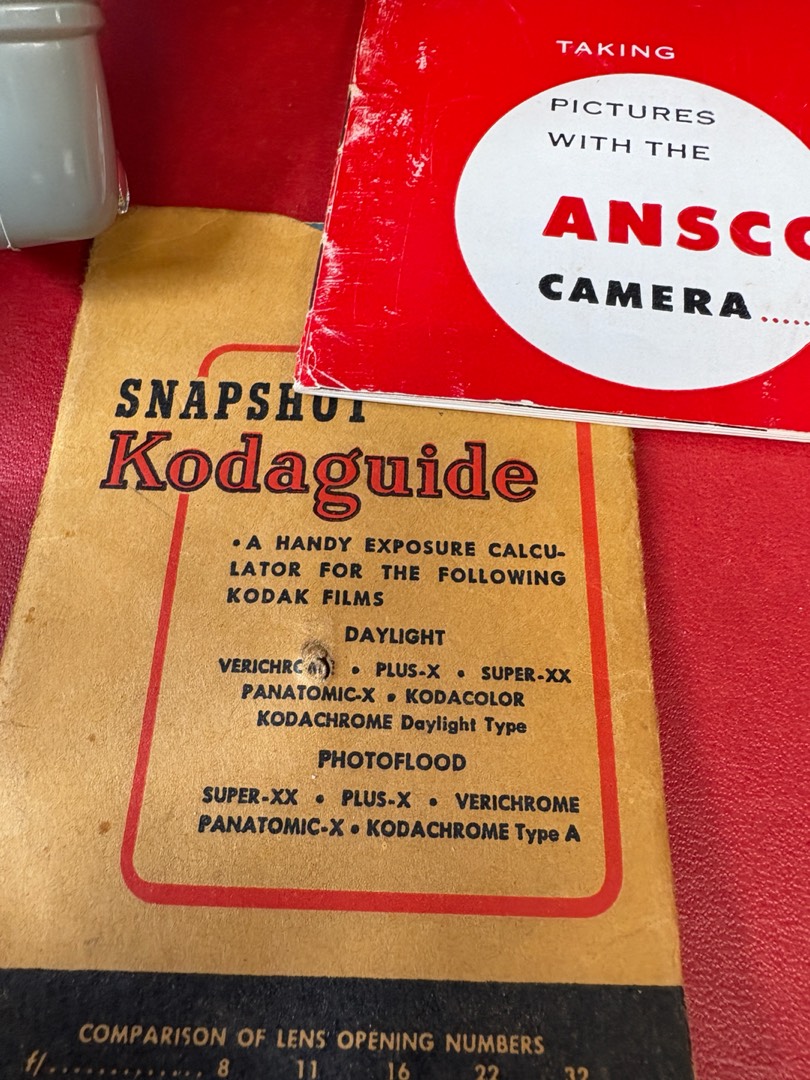 TAKING
PICTURES
WITH THE
ANSCO
CAMERA.....
SNAPSHOT
Kodaguide
• A HANDY EXPOSURE CALCU-
LATOR FOR THE FOLLOWING
KODAK FILMS
DAYLIGHT
VERICHROME • PLUS-X • SUPER-XX
PANATOMIC-X • KODACOLOR
KODACHROME Daylight Type
PHOTOFLOOD
SUPER-XX • PLUS-X • VERICHROME
PANATOMIC-X • KODACHROME Type A
COMPARISON OF LENS OPENING NUMBERS
f/.............. 8 11 16 22 32